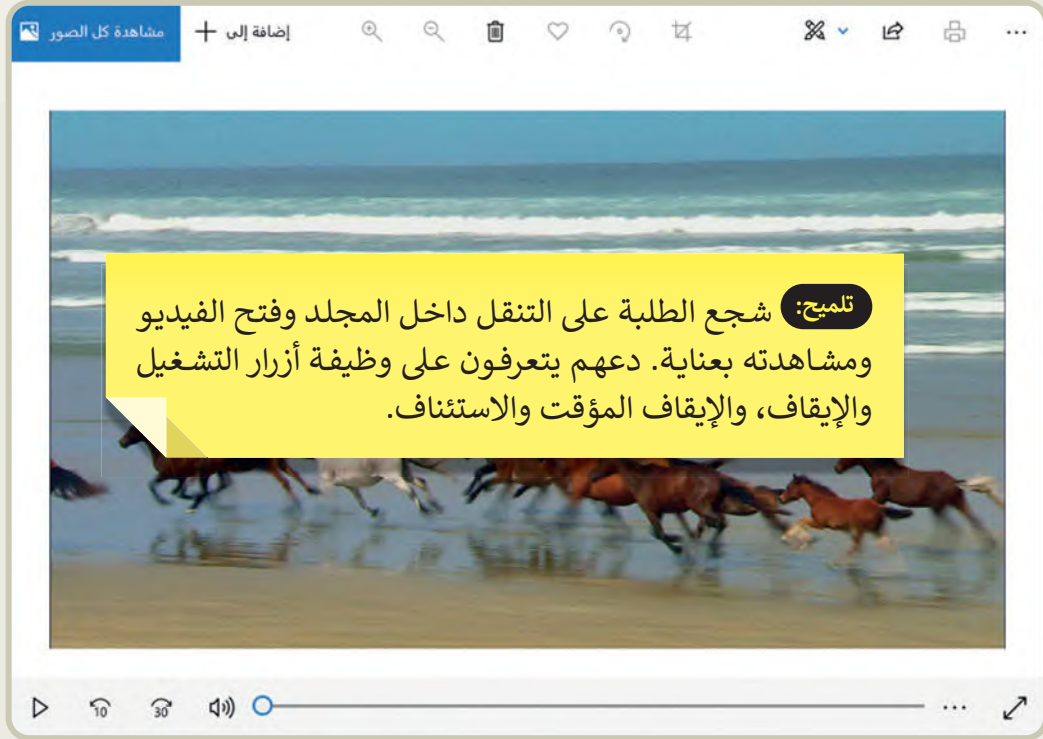 مشاهدة كل الصور
إضافة إلى
تلميح: شجع الطلبة على التنقل داخل المجلد وفتح الفيديو
ومشاهدته بعناية. دعهم يتعرفون على وظيفة أزرار التشغيل
والإيقاف، والإيقاف المؤقت والاستئناف.
10
30